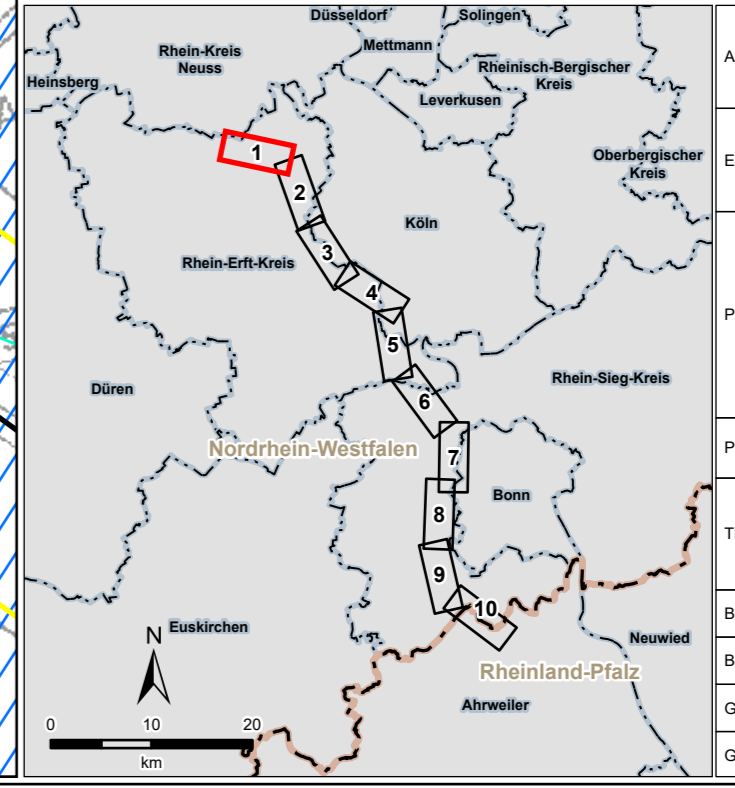 Düsseldorf
Solingen
Mettmann
Rhein-Kreis
Neuss
Rheinisch-Bergischer
Kreis
Heinsberg
Leverkusen
A
1
Oberbergischer
Kreis
E
2
Köln
3
Rhein-Erft-Kreis
4
P
5
Rhein-Sieg-Kreis
Düren
6
Nordrhein-Westfalen
P
7
Bonn
8
9
10
B
N
Euskirchen
Neuwied
B
Rheinland-Pfalz
Ahrweiler
G
0 10 20
km
G